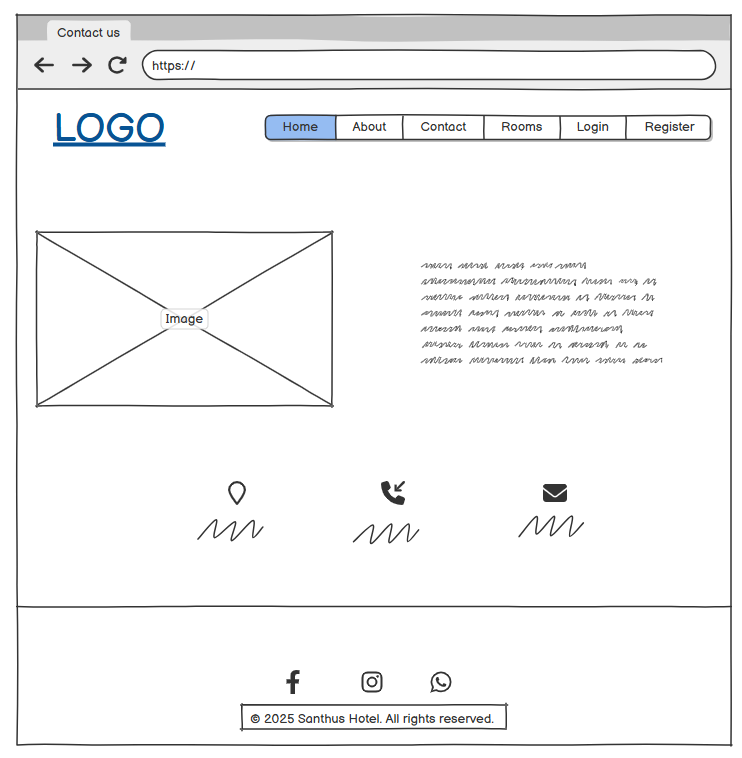 Contact us
https://
LOGO
Home About Contact Rooms Login Register
Image
© 2025 Santhus Hotel. All rights reserved.